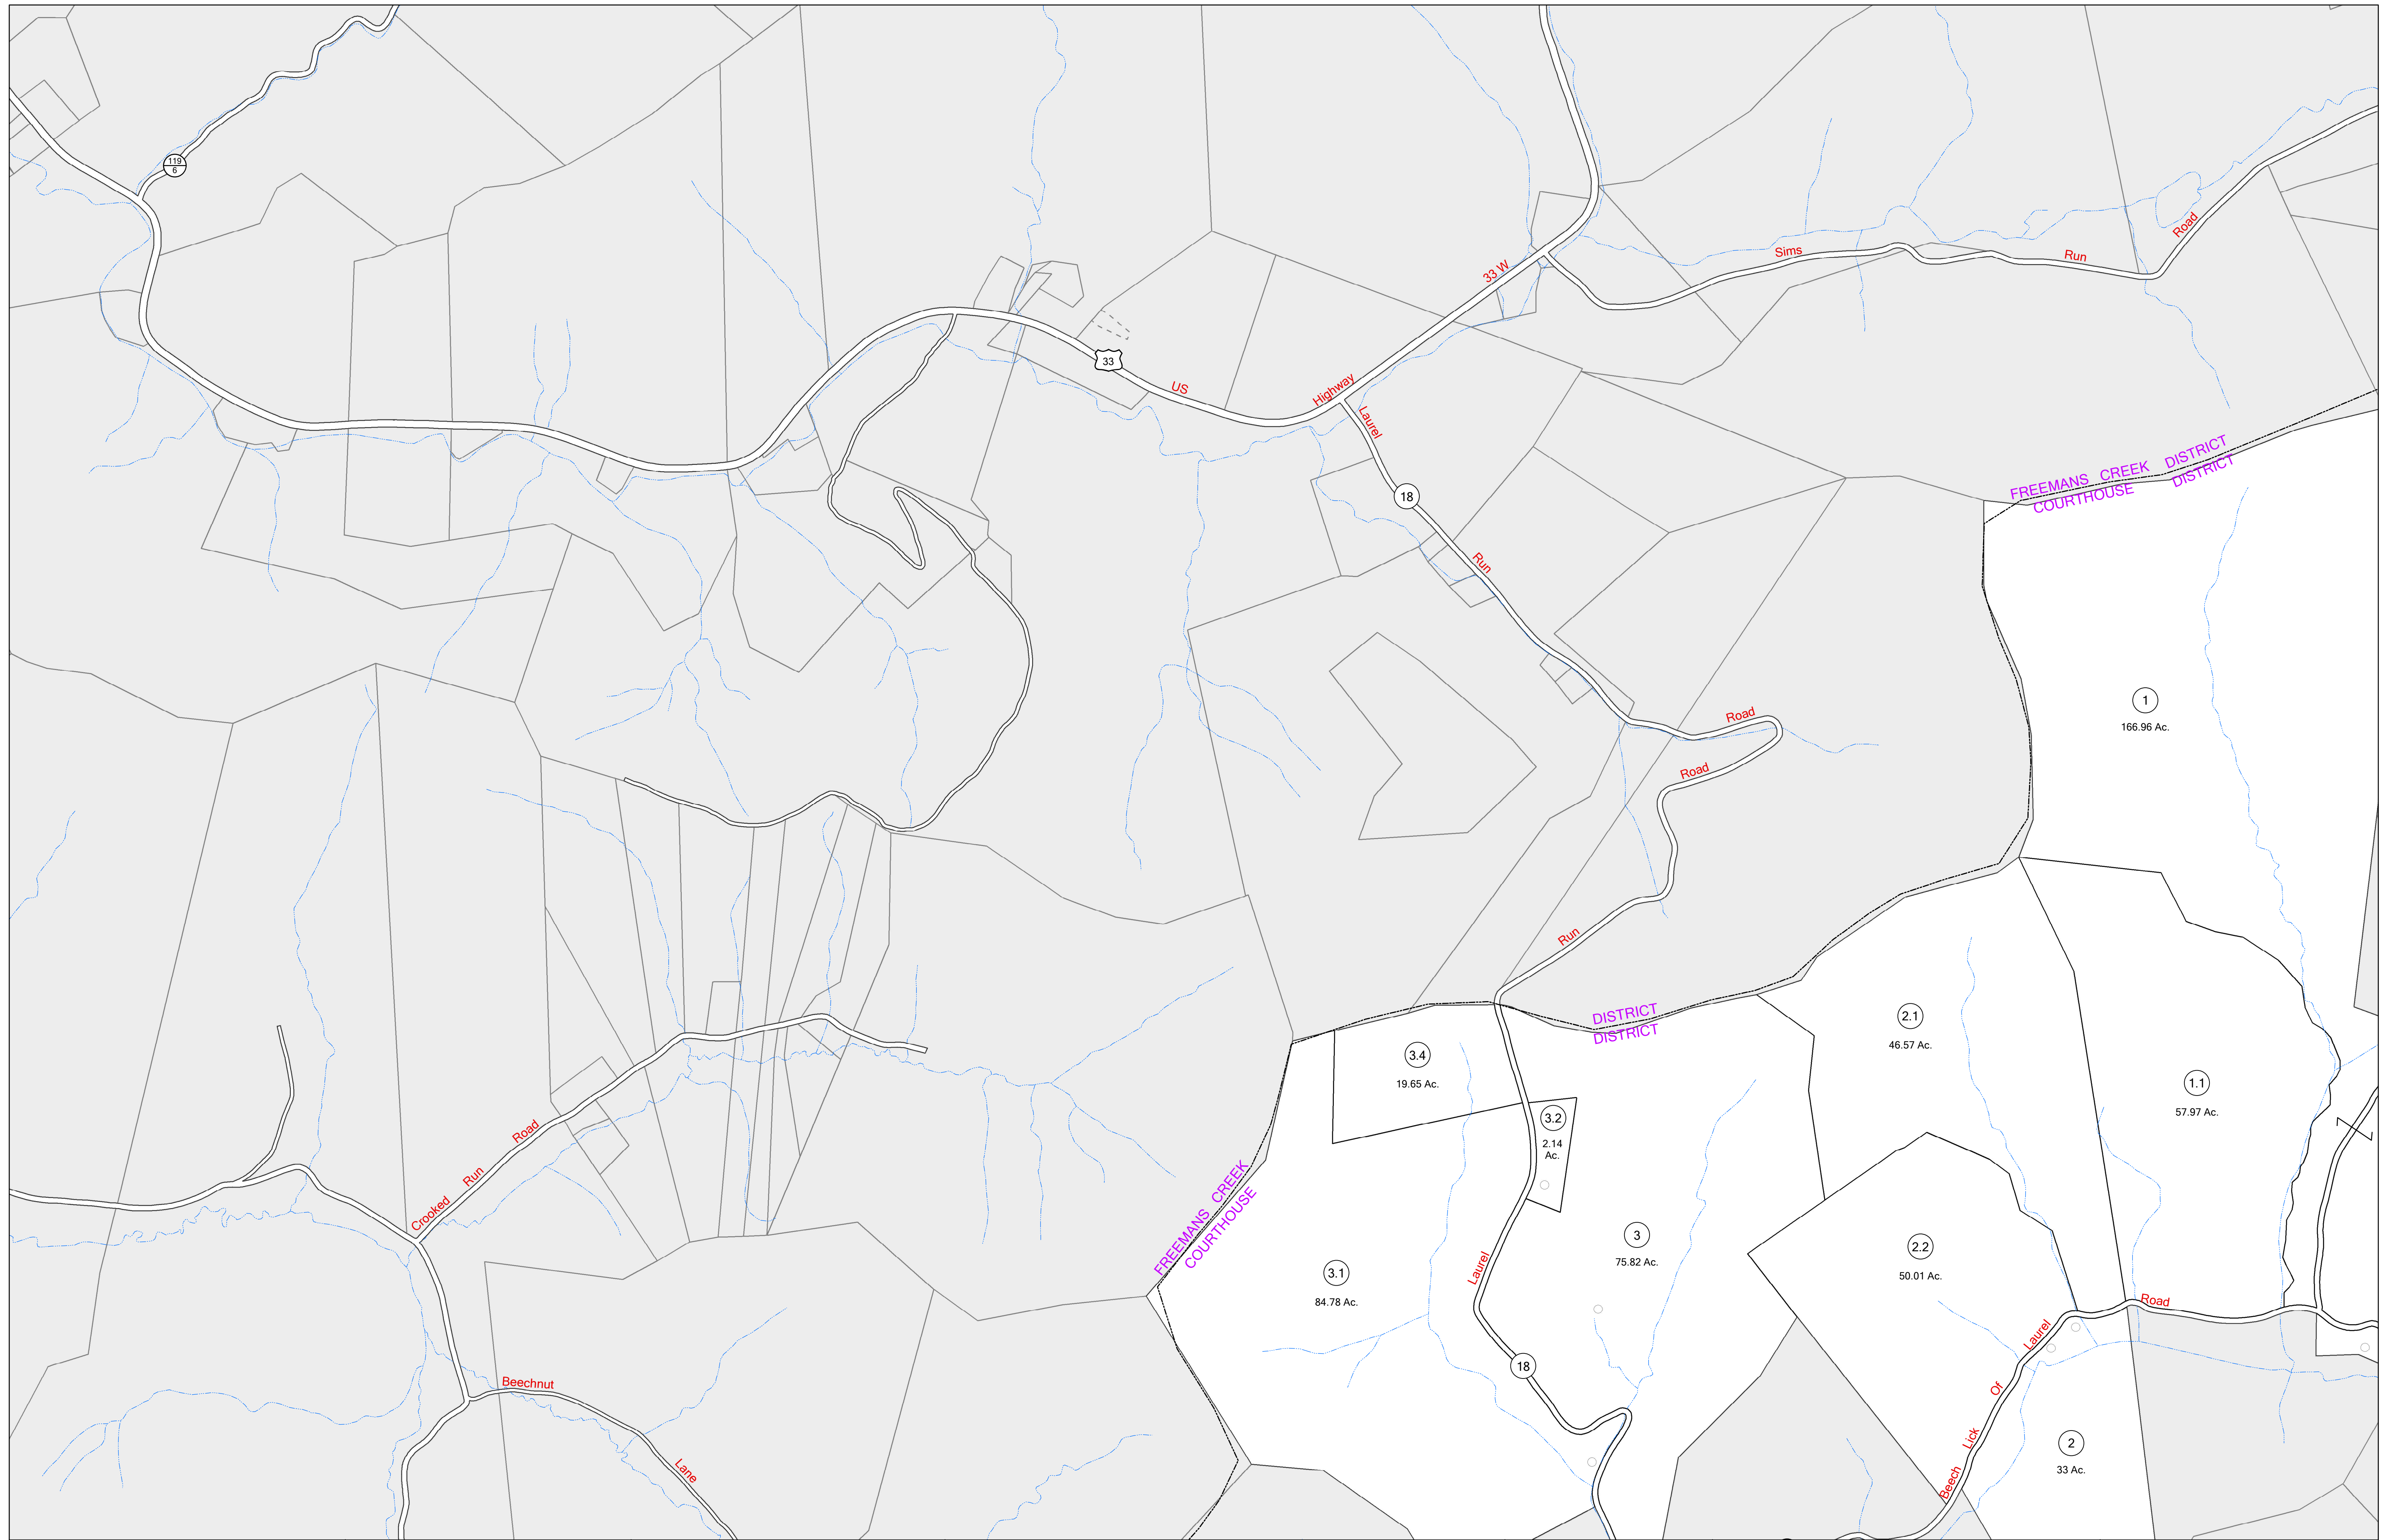 119
6
33 W
Sims
Run
Road
33
US
Highway
Laurel
18
Run
Road
Road
Run
FREEMANS CREEK DISTRICT
COURTHOUSE DISTRICT
1
166.96 Ac.
DISTRICT
DISTRICT
2.1
46.57 Ac.
3.4
19.65 Ac.
1.1
57.97 Ac.
3.2
2.14
Ac.
Crooked Run Road
FREEMANS CREEK
COURTHOUSE
3
75.82 Ac.
2.2
50.01 Ac.
3.1
84.78 Ac.
Laurel
18
Beech Lick Of Laurel Road
Beechnut Lane
2
33 Ac.